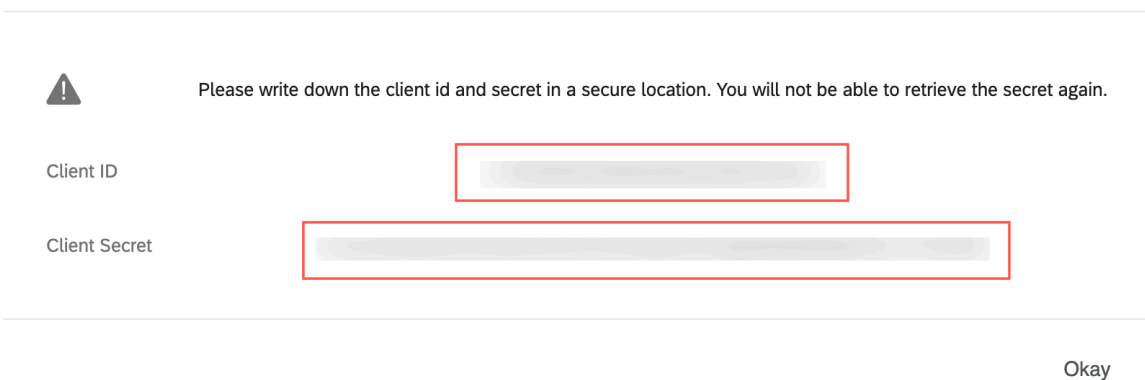 Please write down the client id and secret in a secure location. You will not be able to retrieve the secret again.
Client ID
Client Secret
Okay